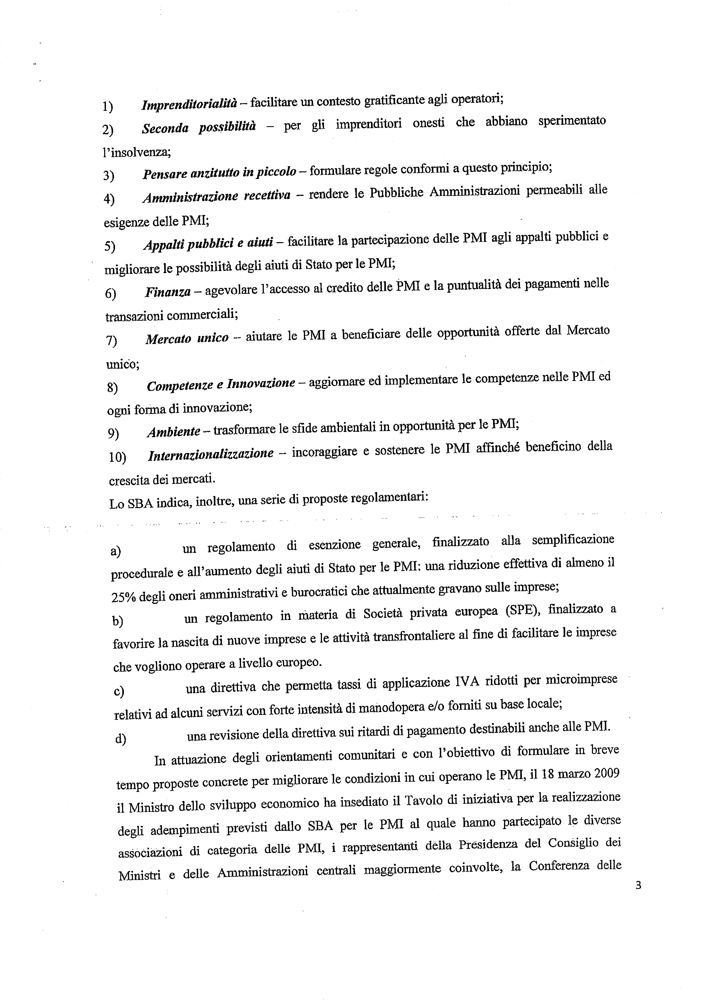 1) Imprenditorialità – facilitare un contesto gratificante agli operatori;
2) Seconda possibilità – per gli imprenditori onesti che abbiano sperimentato
l'insolvenza;
3) Pensare anzitutto in piccolo – formulare regole conformi a questo principio;
4) Amministrazione recettiva – rendere le Pubbliche Amministrazioni permeabili alle
esigenze delle PMI;
5) Appalti pubblici e aiuti – facilitare la partecipazione delle PMI agli appalti pubblici e
migliorare le possibilità degli aiuti di Stato per le PMI;
6) Finanza – agevolare l'accesso al credito delle PMI e la puntualità dei pagamenti nelle
transazioni commerciali;
7) Mercato unico – aiutare le PMI a beneficiare delle opportunità offerte dal Mercato
unico;
8) Competenze e Innovazione – aggiornare ed implementare le competenze nelle PMI ed
ogni forma di innovazione;
9) Ambiente – trasformare le sfide ambientali in opportunità per le PMI;
10) Internazionalizzazione – incoraggiare e sostenere le PMI affinché beneficino della
crescita dei mercati.
Lo SBA indica, inoltre, una serie di proposte regolamentari:
a) un regolamento di esenzione generale, finalizzato alla semplificazione
procedurale e all'aumento degli aiuti di Stato per le PMI: una riduzione effettiva di almeno il
25% degli oneri amministrativi e burocratici che attualmente gravano sulle imprese;
b) un regolamento in materia di Società privata europea (SPE), finalizzato a
favorire la nascita di nuove imprese e le attività transfrontaliere al fine di facilitare le imprese
che vogliono operare a livello europeo.
c) una direttiva che permetta tassi di applicazione IVA ridotti per microimprese
relativi ad alcuni servizi con forte intensità di manodopera e/o forniti su base locale;
d) una revisione della direttiva sui ritardi di pagamento destinabili anche alle PMI.
In attuazione degli orientamenti comunitari e con l'obiettivo di formulare in breve
tempo proposte concrete per migliorare le condizioni in cui operano le PMI, il 18 marzo 2009
il Ministro dello sviluppo economico ha insediato il Tavolo di iniziativa per la realizzazione
degli adempimenti previsti dallo SBA per le PMI al quale hanno partecipato le diverse
associazioni di categoria delle PMI, i rappresentanti della Presidenza del Consiglio dei
Ministri e delle Amministrazioni centrali maggiormente coinvolte, la Conferenza delle
3